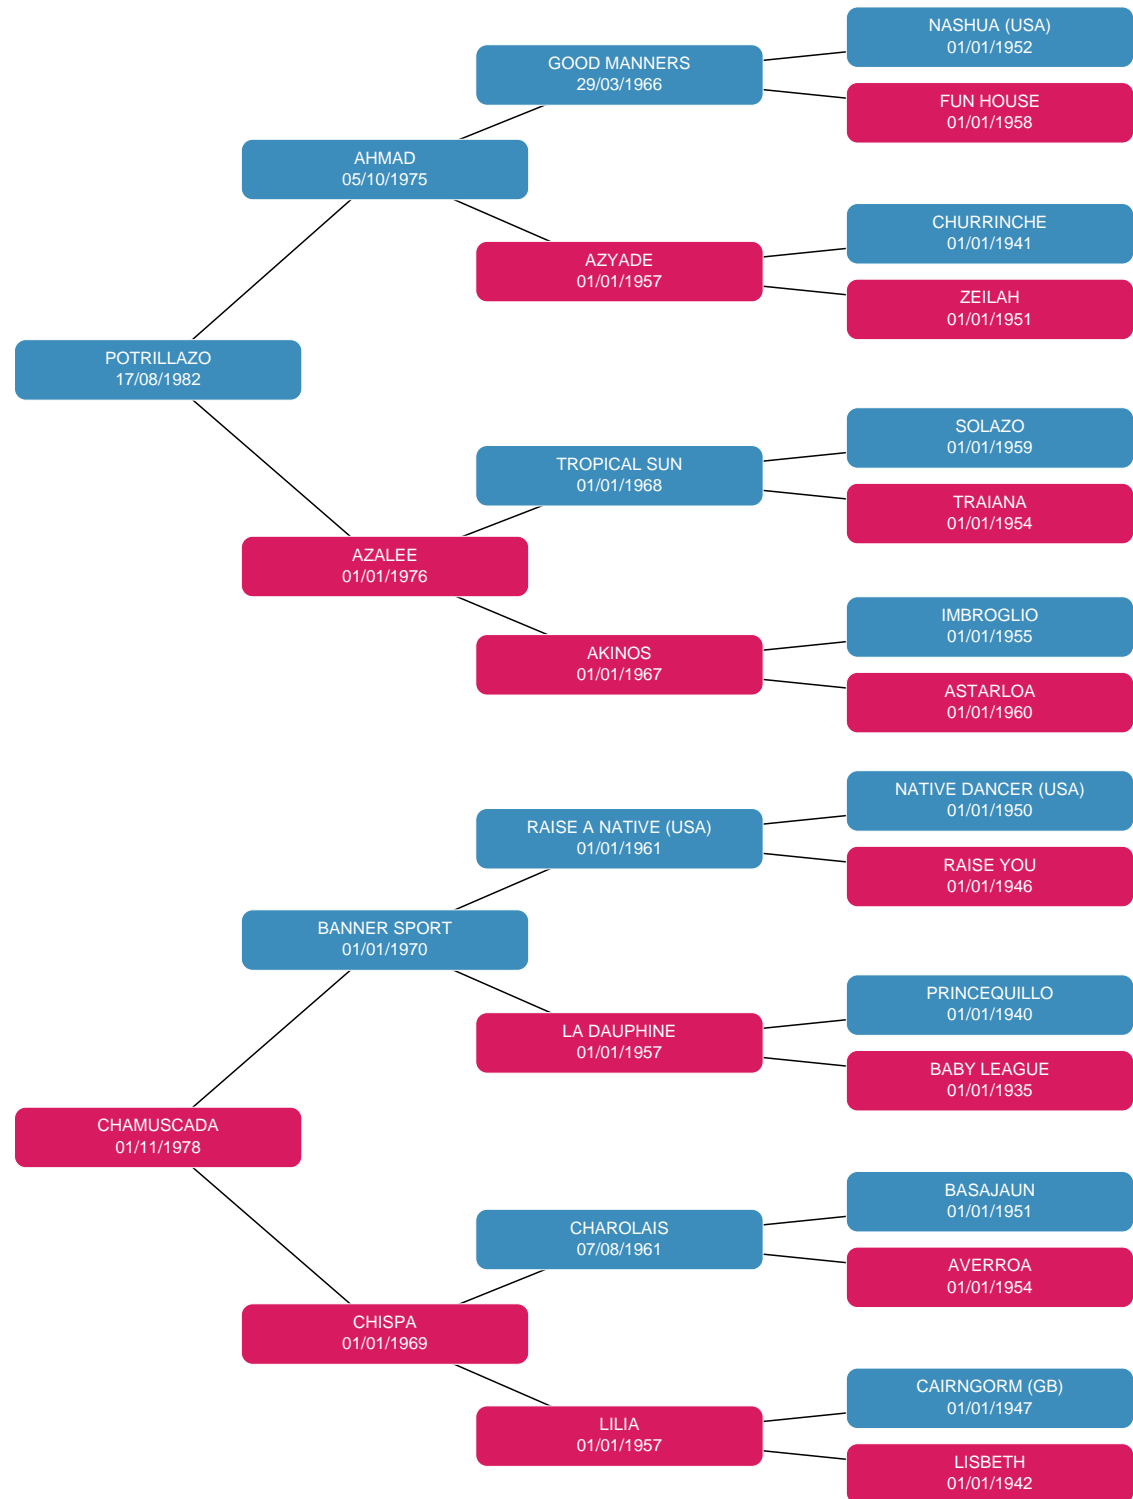 NASHUA (USA)
01/01/1952
GOOD MANNERS
29/03/1966
FUN HOUSE
01/01/1958
AHMAD
05/10/1975
CHURRINCHE
01/01/1941
AZYADE
01/01/1957
ZEILAH
01/01/1951
POTRILLAZO
17/08/1982
SOLAZO
01/01/1959
TROPICAL SUN
01/01/1968
TRAIANA
01/01/1954
AZALEE
01/01/1976
IMBROGLIO
01/01/1955
AKINOS
01/01/1967
ASTARLOA
01/01/1960
NATIVE DANCER (USA)
01/01/1950
RAISE A NATIVE (USA)
01/01/1961
RAISE YOU
01/01/1946
BANNER SPORT
01/01/1970
PRINCEQUILLO
01/01/1940
LA DAUPHINE
01/01/1957
BABY LEAGUE
01/01/1935
CHAMUSCADA
01/11/1978
BASAJAUN
01/01/1951
CHAROLAIS
07/08/1961
AVERROA
01/01/1954
CHISPA
01/01/1969
CAIRNGORM (GB)
01/01/1947
LILIA
01/01/1957
LISBETH
01/01/1942